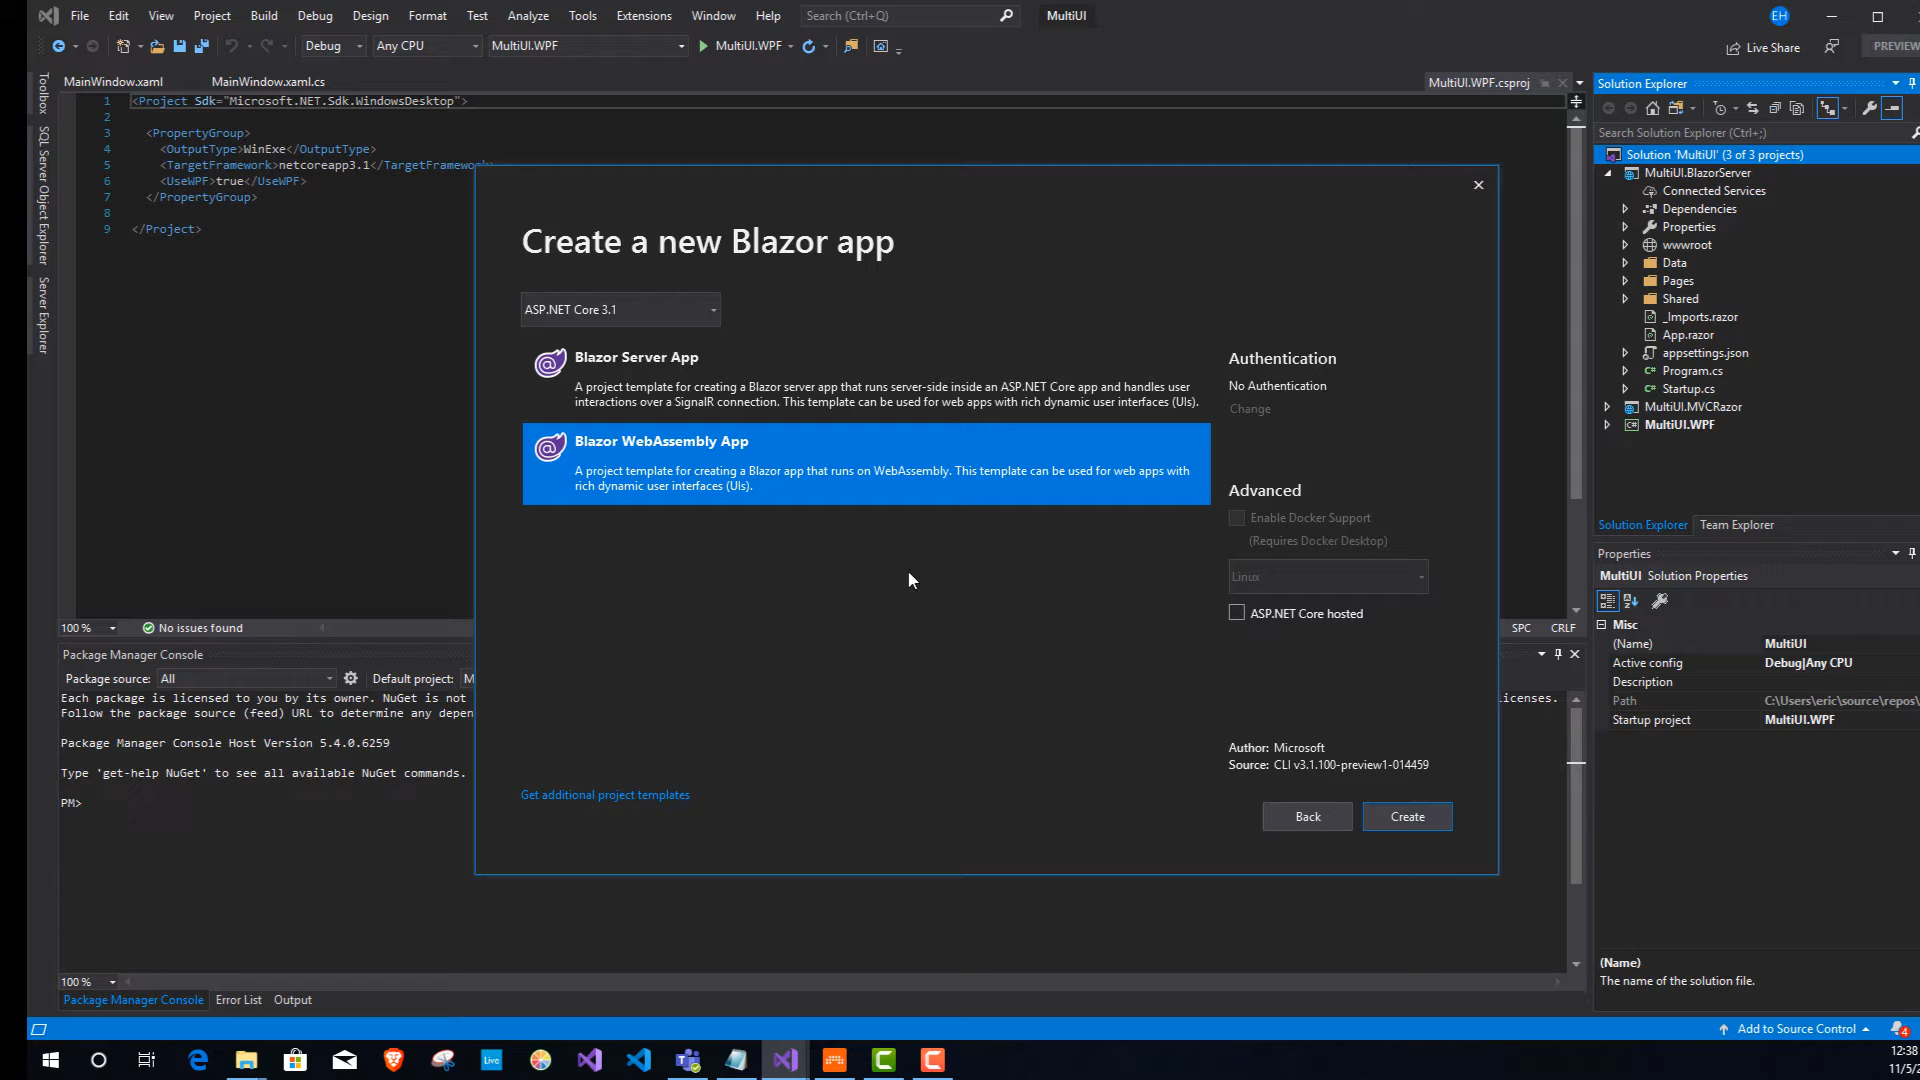 File Edit View Project Build Debug Design Format Test Analyze Tools Extensions Window Help Search (Ctrl+Q) MultiUI EH
Debug Any CPU MultiUI.WPF MultiUI.WPF Live Share PREVIEW
MainWindow.xaml MainWindow.xaml.cs MultiUI.WPF.csproj
Toolbox
SQL Server Object Explorer
Server Explorer
1 <Project Sdk="Microsoft.NET.Sdk.WindowsDesktop">
2
3 <PropertyGroup>
4 <OutputType>WinExe</OutputType>
5 <TargetFramework>netcoreapp3.1</TargetFramework>
6 <UseWPF>true</UseWPF>
7 </PropertyGroup>
8
9 </Project>
100 % No issues found SPC CRLF
Create a new Blazor app
ASP.NET Core 3.1
Blazor Server App
A project template for creating a Blazor server app that runs server-side inside an ASP.NET Core app and handles user
interactions over a SignalR connection. This template can be used for web apps with rich dynamic user interfaces (UIs).
Blazor WebAssembly App
A project template for creating a Blazor app that runs on WebAssembly. This template can be used for web apps with
rich dynamic user interfaces (UIs).
Get additional project templates
Authentication
No Authentication
Change
Advanced
Enable Docker Support
(Requires Docker Desktop)
Linux
ASP.NET Core hosted
Author: Microsoft
Source: CLI v3.1.100-preview1-014459
Back Create
Package Manager Console
Package source: All Default project: M
Each package is licensed to you by its owner. NuGet is not
icenses.
Follow the package source (feed) URL to determine any depen
Package Manager Console Host Version 5.4.0.6259
Type 'get-help NuGet' to see all available NuGet commands.
PM>
100 %
Package Manager Console Error List Output
Solution Explorer
Search Solution Explorer (Ctrl+;)
Solution 'MultiUI' (3 of 3 projects)
MultiUI.BlazorServer
Connected Services
Dependencies
Properties
wwwroot
Data
Pages
Shared
_Imports.razor
App.razor
appsettings.json
C# Program.cs
C# Startup.cs
MultiUI.MVCRazor
C# MultiUI.WPF
Solution Explorer Team Explorer
Properties
MultiUI Solution Properties
Misc
(Name) MultiUI
Active config Debug|Any CPU
Description
Path C:\Users\eric\source\repos\
Startup project MultiUI.WPF
(Name)
The name of the solution file.
Add to Source Control 4
Live
12:38
11/5/2